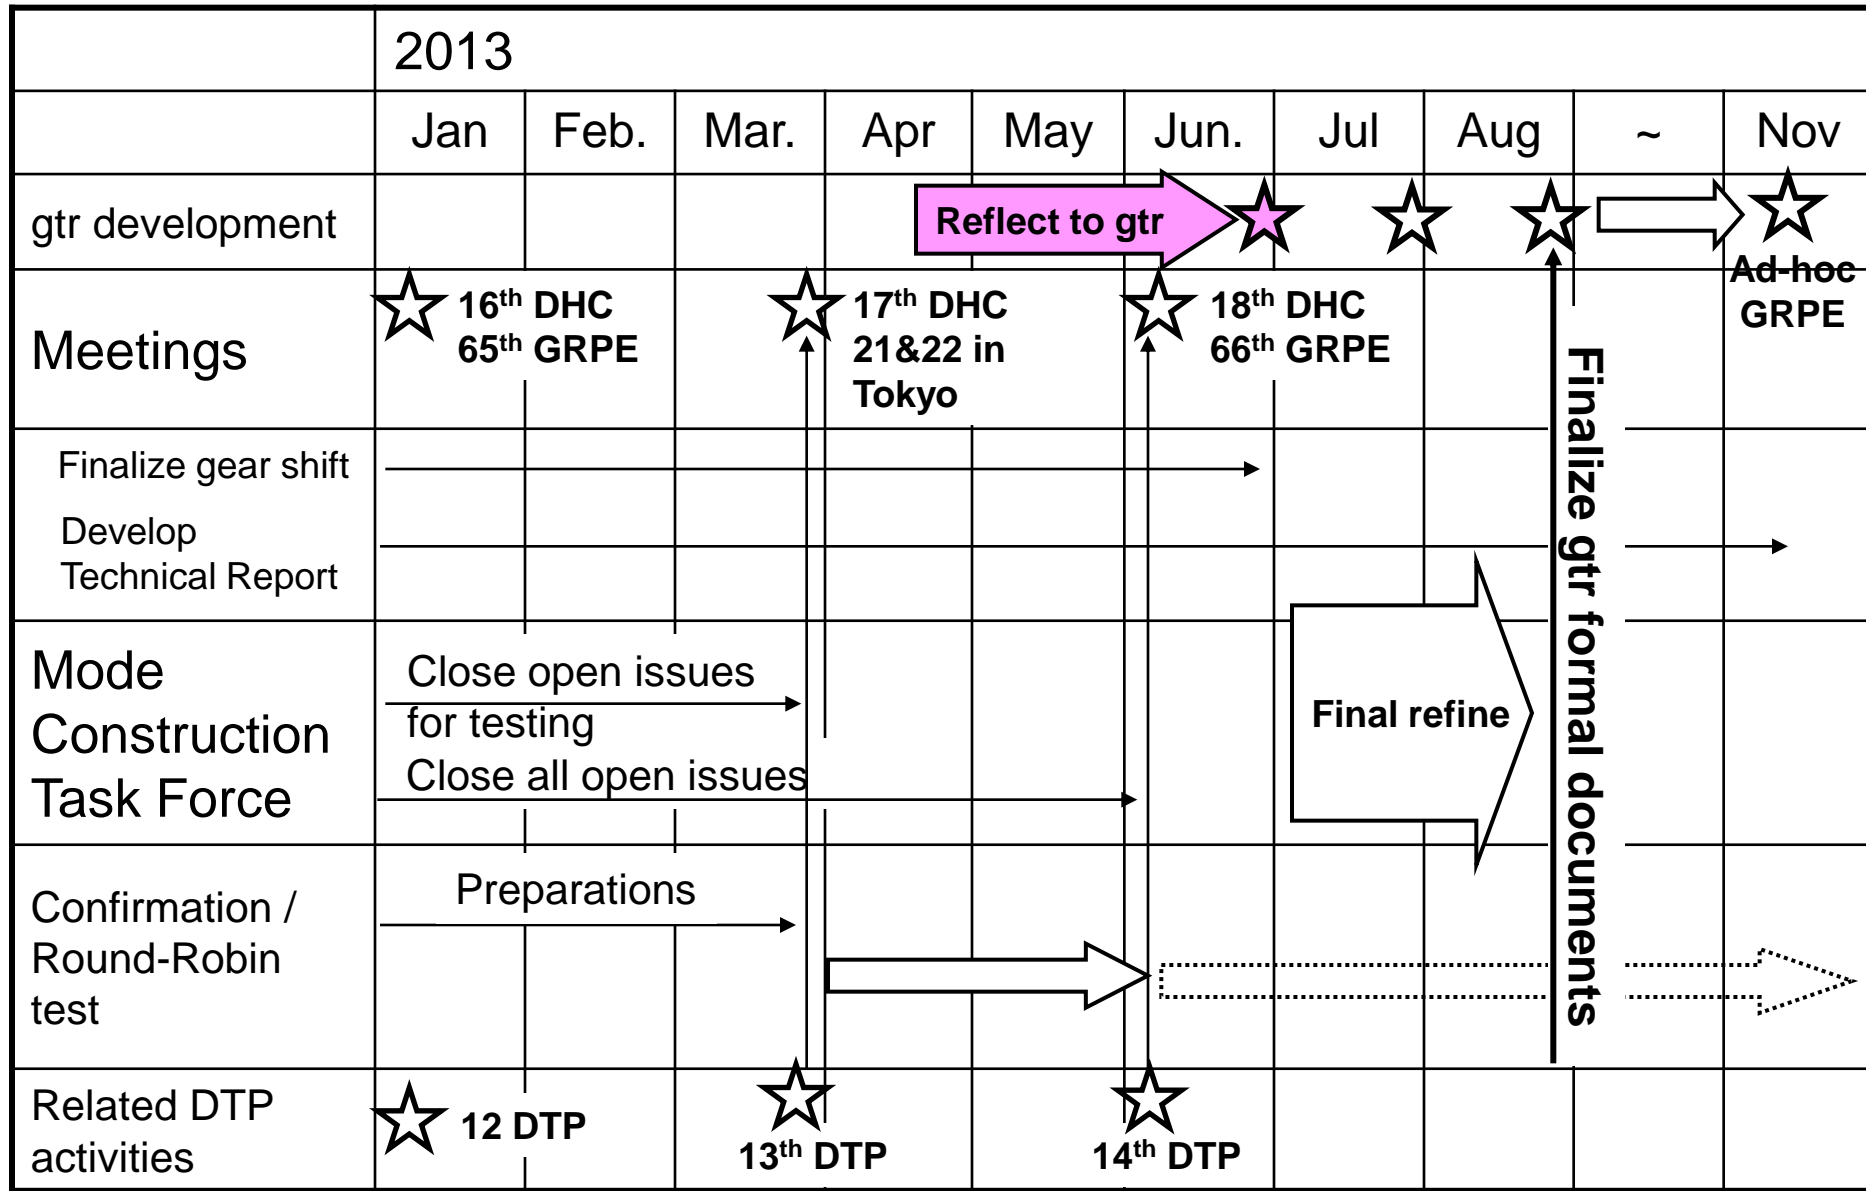 2013
Jan Feb. Mar. Apr May Jun. Jul Aug ~ Nov
gtr development
Reflect to gtr
Ad-hoc
GRPE
Meetings
16th DHC
65th GRPE
17th DHC
21&22 in
Tokyo
18th DHC
66th GRPE
Finalize gear shift
Develop
Technical Report
Finalize gtr formal documents
Mode
Construction
Task Force
Close open issues
for testing
Close all open issues
Final refine
Confirmation /
Round-Robin
test
Preparations
Related DTP
activities
12 DTP
13th DTP
14th DTP